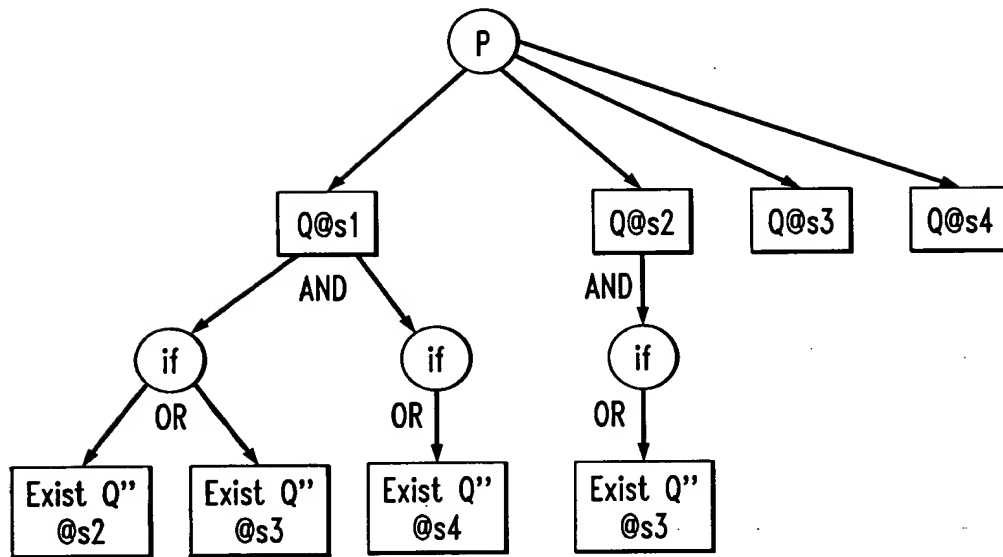 P
Q@s1
Q@s2
Q@s3
Q@s4
AND
AND
if
if
if
OR
OR
OR
Exist Q”
@s2
Exist Q”
@s3
Exist Q”
@s4
Exist Q”
@s3